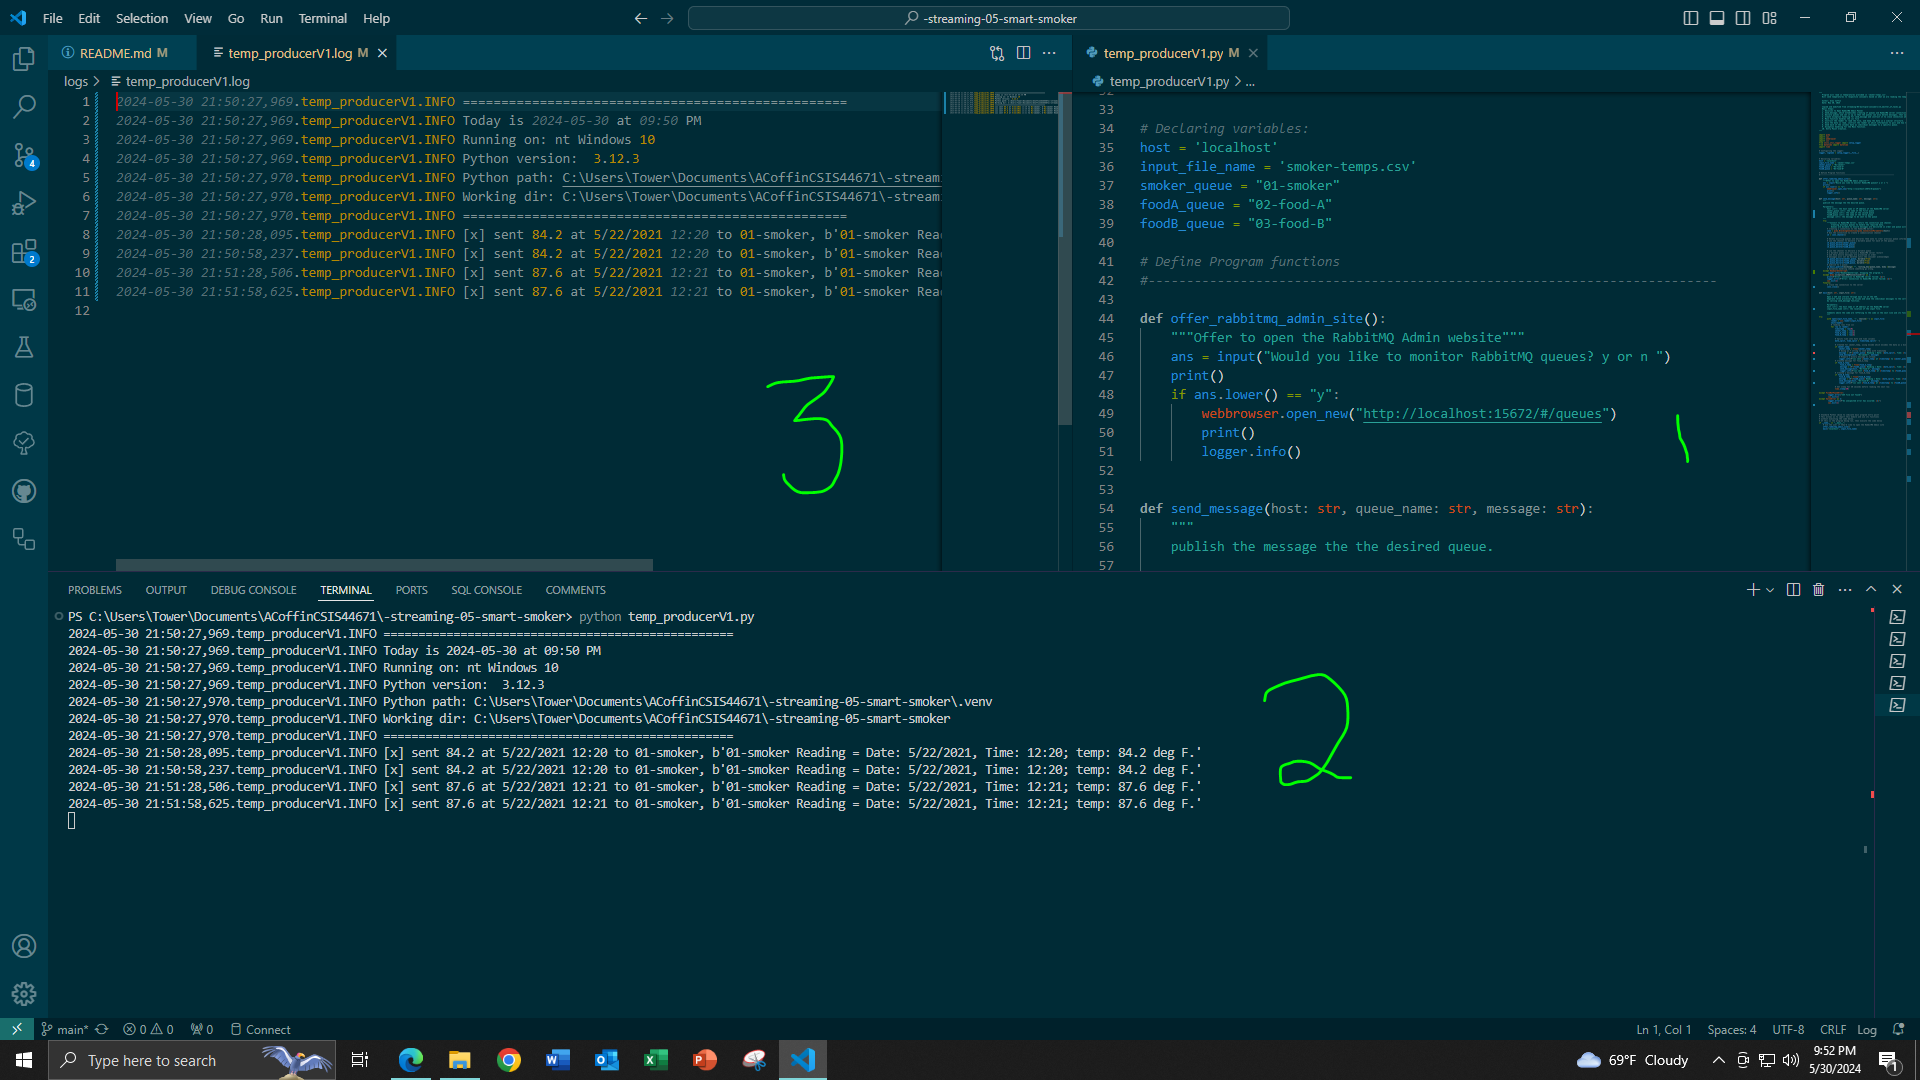 File Edit Selection View Go Run Terminal Help
-streaming-05-smart-smoker
README.md M
temp_producerV1.log M
logs > temp_producerV1.log
1 2024-05-30 21:50:27,969.temp_producerV1.INFO ==================================================
2 2024-05-30 21:50:27,969.temp_producerV1.INFO Today is 2024-05-30 at 09:50 PM
3 2024-05-30 21:50:27,969.temp_producerV1.INFO Running on: nt Windows 10
4 2024-05-30 21:50:27,969.temp_producerV1.INFO Python version:  3.12.3
5 2024-05-30 21:50:27,970.temp_producerV1.INFO Python path: C:\Users\Tower\Documents\ACoffinCSIS44671\-stream
6 2024-05-30 21:50:27,970.temp_producerV1.INFO Working dir: C:\Users\Tower\Documents\ACoffinCSIS44671\-stream
7 2024-05-30 21:50:27,970.temp_producerV1.INFO ==================================================
8 2024-05-30 21:50:28,095.temp_producerV1.INFO [x] sent 84.2 at 5/22/2021 12:20 to 01-smoker, b'01-smoker Rea
9 2024-05-30 21:50:58,237.temp_producerV1.INFO [x] sent 84.2 at 5/22/2021 12:20 to 01-smoker, b'01-smoker Rea
10 2024-05-30 21:51:28,506.temp_producerV1.INFO [x] sent 87.6 at 5/22/2021 12:21 to 01-smoker, b'01-smoker Rea
11 2024-05-30 21:51:58,625.temp_producerV1.INFO [x] sent 87.6 at 5/22/2021 12:21 to 01-smoker, b'01-smoker Rea
12
3
temp_producerV1.py M
temp_producerV1.py > ...
33
34 # Declaring variables:
35 host = 'localhost'
36 input_file_name = 'smoker-temps.csv'
37 smoker_queue = "01-smoker"
38 foodA_queue = "02-food-A"
39 foodB_queue = "03-food-B"
40
41 # Define Program functions
42 #--------------------------------------------------------------------------
43
44 def offer_rabbitmq_admin_site():
45 """Offer to open the RabbitMQ Admin website"""
46 ans = input("Would you like to monitor RabbitMQ queues? y or n ")
47 print()
48 if ans.lower() == "y":
49 webbrowser.open_new("http://localhost:15672/#/queues")
50 print()
51 logger.info()
52
53
54 def send_message(host: str, queue_name: str, message: str):
55 """
56 publish the message the the desired queue.
57
1
PROBLEMS OUTPUT DEBUG CONSOLE TERMINAL PORTS SQL CONSOLE COMMENTS
PS C:\Users\Tower\Documents\ACoffinCSIS44671\-streaming-05-smart-smoker> python temp_producerV1.py
2024-05-30 21:50:27,969.temp_producerV1.INFO ==================================================
2024-05-30 21:50:27,969.temp_producerV1.INFO Today is 2024-05-30 at 09:50 PM
2024-05-30 21:50:27,969.temp_producerV1.INFO Running on: nt Windows 10
2024-05-30 21:50:27,969.temp_producerV1.INFO Python version:  3.12.3
2024-05-30 21:50:27,970.temp_producerV1.INFO Python path: C:\Users\Tower\Documents\ACoffinCSIS44671\-streaming-05-smart-smoker\.venv
2024-05-30 21:50:27,970.temp_producerV1.INFO Working dir: C:\Users\Tower\Documents\ACoffinCSIS44671\-streaming-05-smart-smoker
2024-05-30 21:50:27,970.temp_producerV1.INFO ==================================================
2024-05-30 21:50:28,095.temp_producerV1.INFO [x] sent 84.2 at 5/22/2021 12:20 to 01-smoker, b'01-smoker Reading = Date: 5/22/2021, Time: 12:20; temp: 84.2 deg F.'
2024-05-30 21:50:58,237.temp_producerV1.INFO [x] sent 84.2 at 5/22/2021 12:20 to 01-smoker, b'01-smoker Reading = Date: 5/22/2021, Time: 12:20; temp: 84.2 deg F.'
2024-05-30 21:51:28,506.temp_producerV1.INFO [x] sent 87.6 at 5/22/2021 12:21 to 01-smoker, b'01-smoker Reading = Date: 5/22/2021, Time: 12:21; temp: 87.6 deg F.'
2024-05-30 21:51:58,625.temp_producerV1.INFO [x] sent 87.6 at 5/22/2021 12:21 to 01-smoker, b'01-smoker Reading = Date: 5/22/2021, Time: 12:21; temp: 87.6 deg F.'
2
4
2
main* 0 0 0 Connect
Ln 1, Col 1 Spaces: 4 UTF-8 CRLF Log
Type here to search
69°F Cloudy
9:52 PM
5/30/2024
1